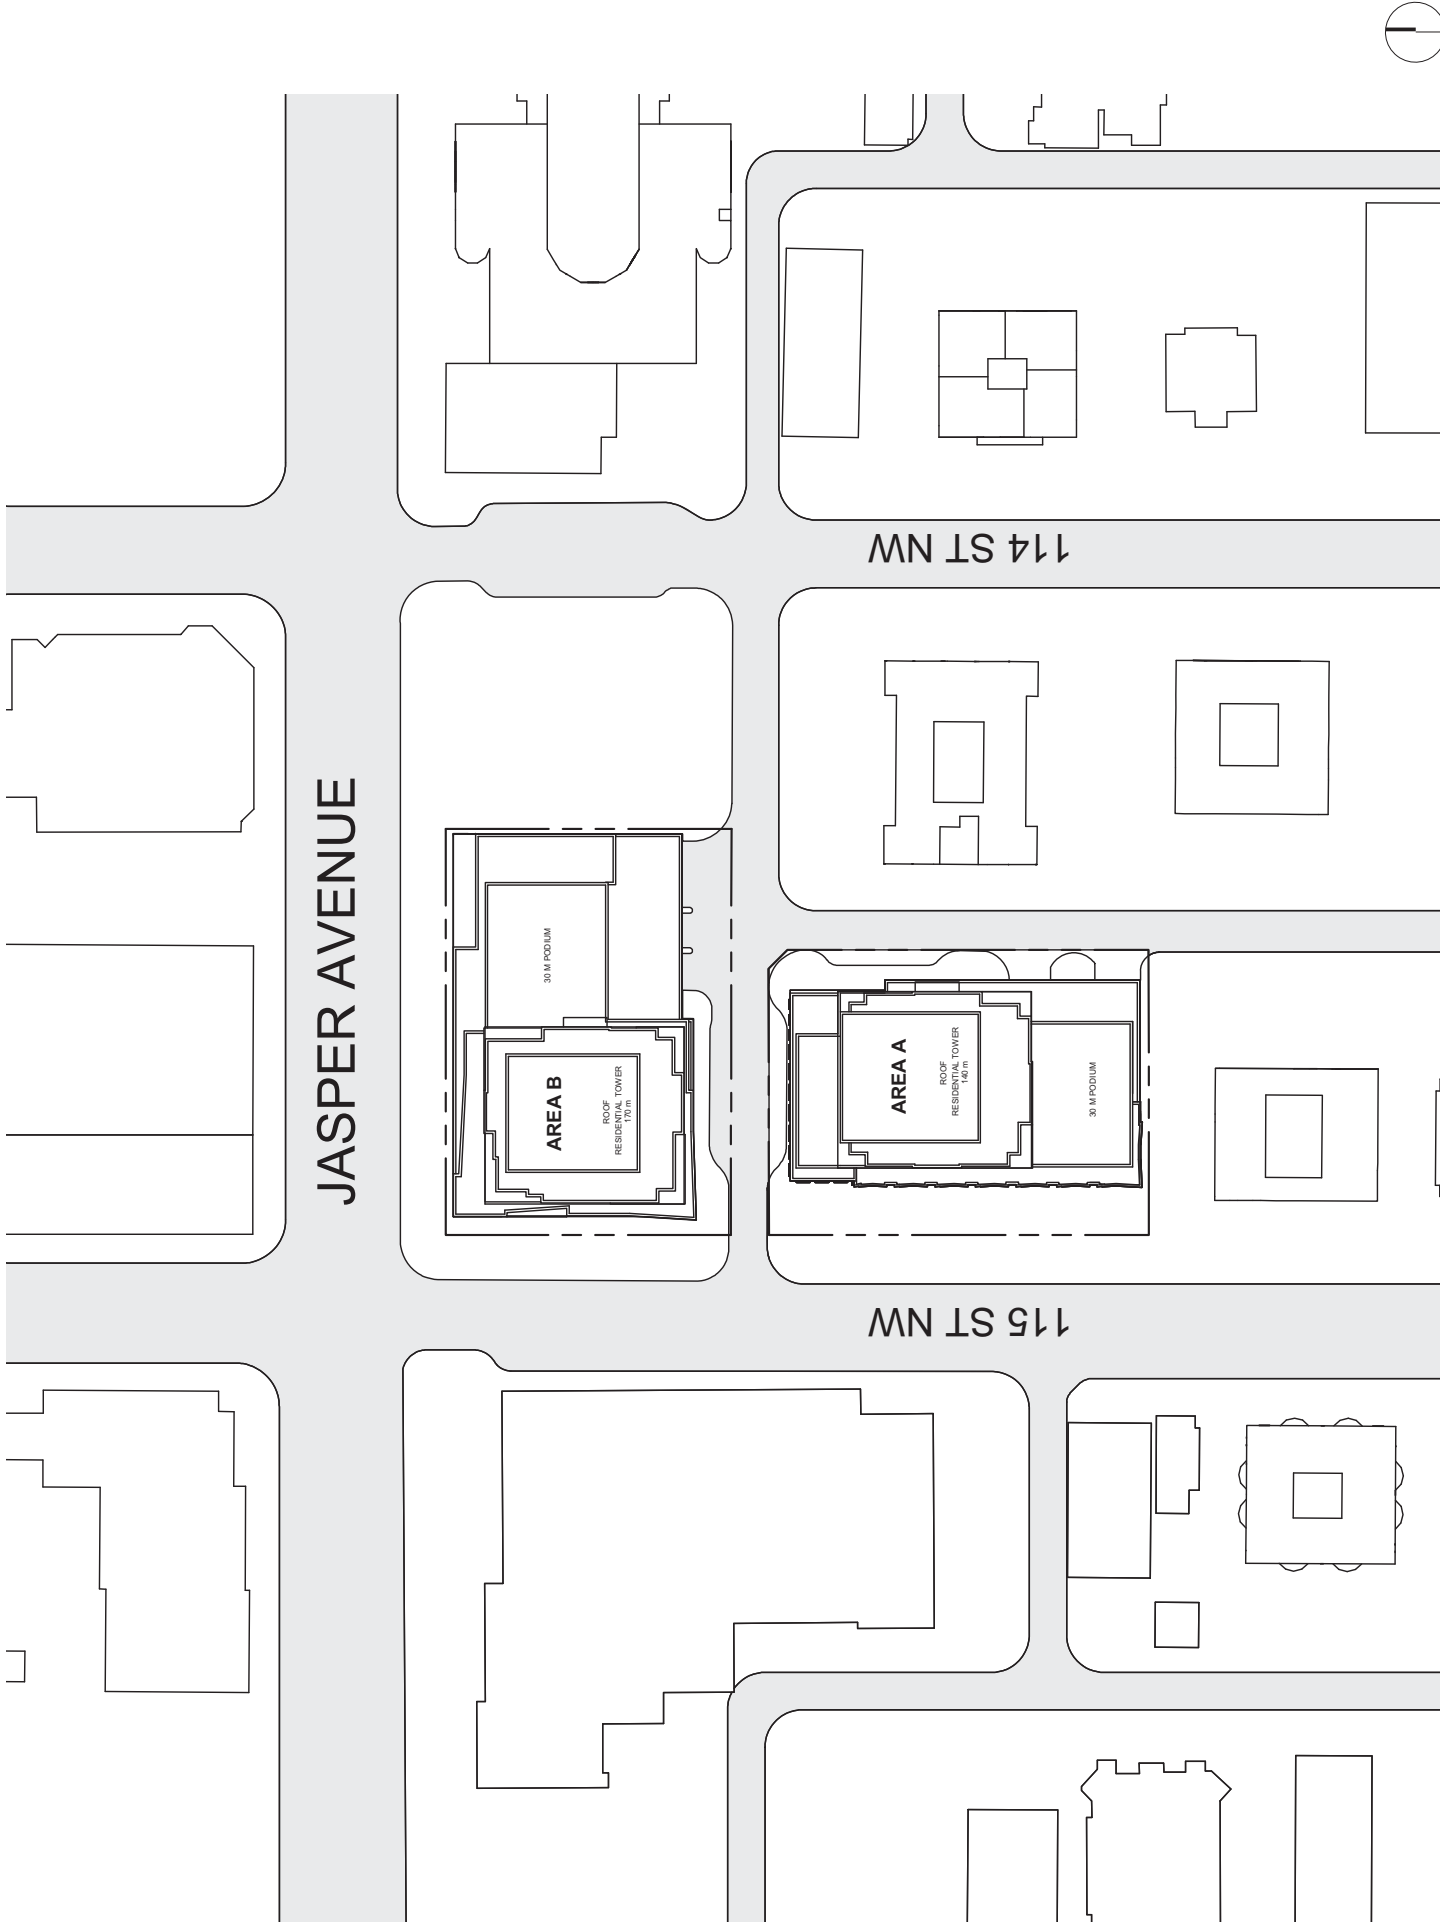 114 ST NW
JASPER AVENUE
30 M PODIUM
AREA B
ROOF
RESIDENTIAL TOWER
170 m
AREA A
ROOF
RESIDENTIAL TOWER
140 m
30 M PODIUM
115 ST NW